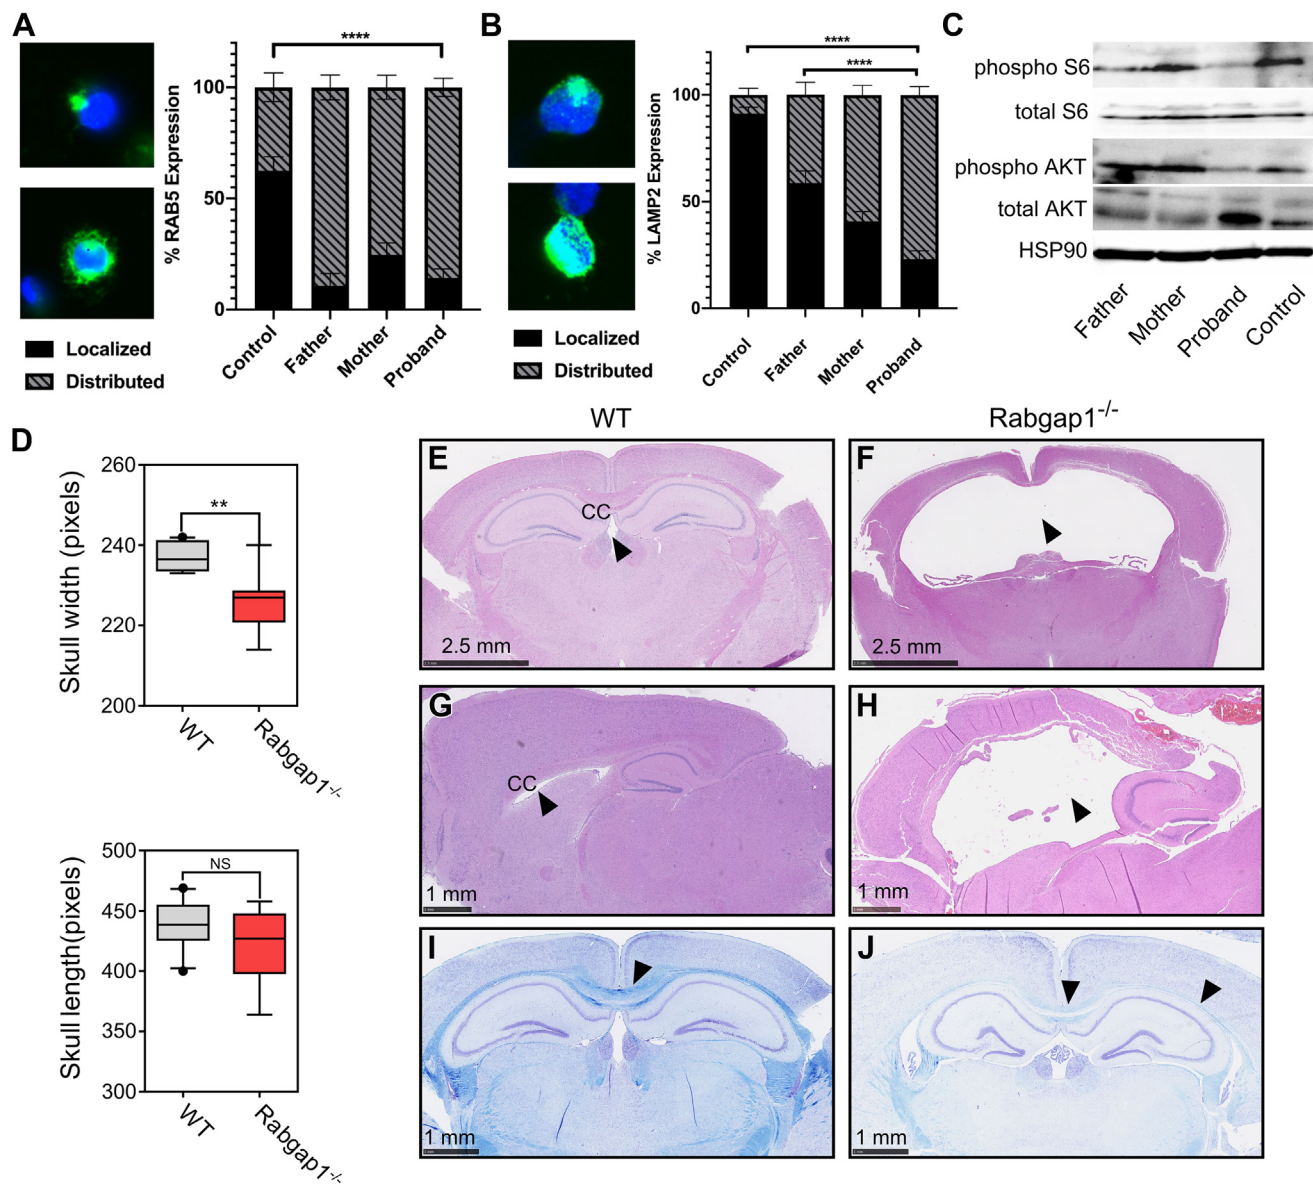 A
****
% RAB5 Expression
100
50
0
Control
Father
Mother
Proband
Localized
Distributed
B
****
****
% LAMP2 Expression
100
50
0
Control
Father
Mother
Proband
Localized
Distributed
C
phospho S6
total S6
phospho AKT
total AKT
HSP90
Father
Mother
Proband
Control
D
Skull width (pixels)
260
240
220
200
**
WT
Rabgap1-/-
Skull length(pixels)
500
450
400
350
300
NS
WT
Rabgap1-/-
WT
Rabgap1-/-
E
CC
2.5 mm
F
2.5 mm
G
CC
1 mm
H
1 mm
I
1 mm
J
1 mm